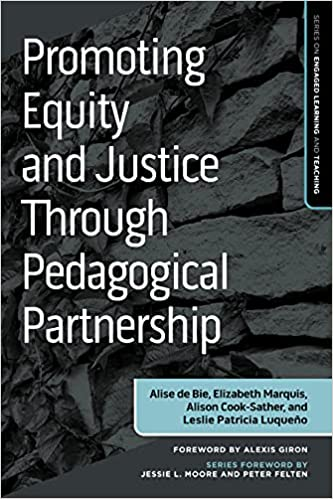 SERIES ON ENGAGED LEARNING AND TEACHING
Promoting
Equity
and Justice
Through
Pedagogical
Partnership
Alise de Bie, Elizabeth Marquis,
Alison Cook-Sather, and
Leslie Patricia Luqueño
FOREWORD BY ALEXIS GIRON
SERIES FOREWORD BY
JESSIE L. MOORE AND PETER FELTEN